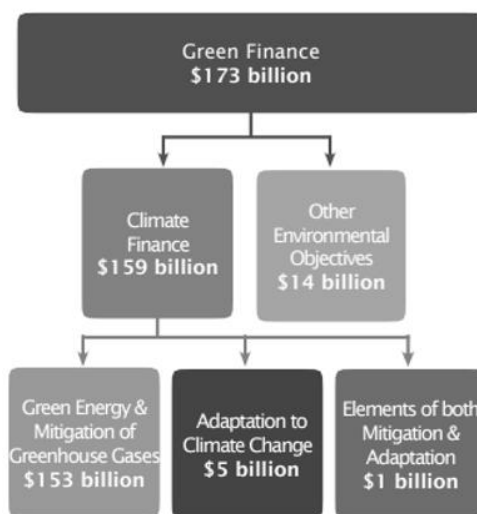 Green Finance
$173 billion
Climate
Finance
$159 billion
Other
Environmental
Objectives
$14 billion
Green Energy &
Mitigation of
Greenhouse Gases
$153 billion
Adaptation to
Climate Change
$5 billion
Elements of both
Mitigation &
Adaptation
$1 billion